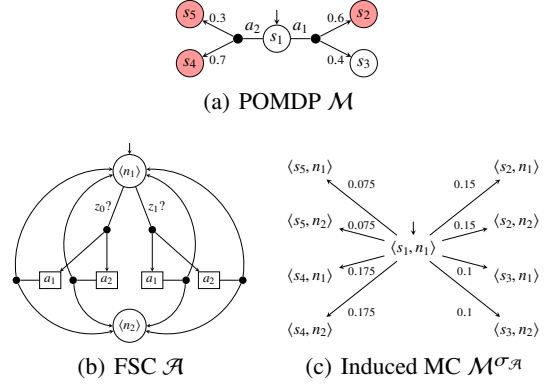 s₅ 0.3 a₂ s₁ a₁ 0.6 s₂
s₄ 0.7 0.4 s₃
(a) POMDP ℳ
⟨n₁⟩
z₀? z₁?
a₁ a₂ a₁ a₂
⟨n₂⟩
(b) FSC 𝒜
⟨s₅, n₁⟩ 0.075 0.15 ⟨s₂, n₁⟩
⟨s₅, n₂⟩ 0.075 0.15 ⟨s₂, n₂⟩
⟨s₁, n₁⟩
⟨s₄, n₁⟩ 0.175 0.1 ⟨s₃, n₁⟩
⟨s₄, n₂⟩ 0.175 0.1 ⟨s₃, n₂⟩
(c) Induced MC ℳ^σ𝒜